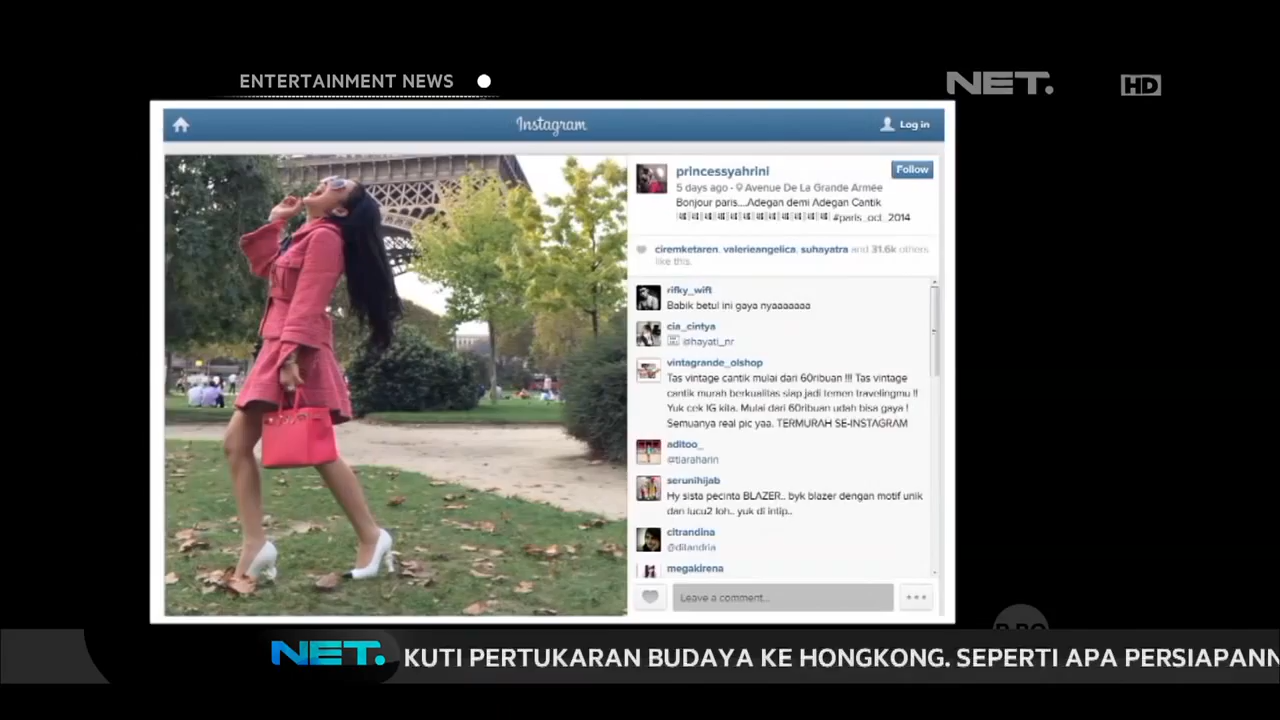 ENTERTAINMENT NEWS
NET.
HD
Instagram
Log in
princessyahrini
Follow
5 days ago - Avenue De La Grande Armée
Bonjour paris....Adegan demi Adegan Cantik
#paris_oct_2014
ciremketaren, valerieangelica, suhayatra and 31.6k others
like this.
rifky_wift
Babik betul ini gaya nyaaaaaaa
cia_cintya
@hayati_nr
vintagrande_olshop
Tas vintage cantik mulai dari 60ribuan !!! Tas vintage
cantik murah berkualitas siap jadi temen travelingmu !!
Yuk cek IG kita. Mulai dari 60ribuan udah bisa gaya !
Semuanya real pic yaa. TERMURAH SE-INSTAGRAM
aditoo_
@tiaraharin
serunihijab
Hy sista pecinta BLAZER.. byk blazer dengan motif unik
dan lucu2 loh.. yuk di intip..
citrandina
@ditandria
megakirena
Leave a comment...
NET. KUTI PERTUKARAN BUDAYA KE HONGKONG. SEPERTI APA PERSIAPANN